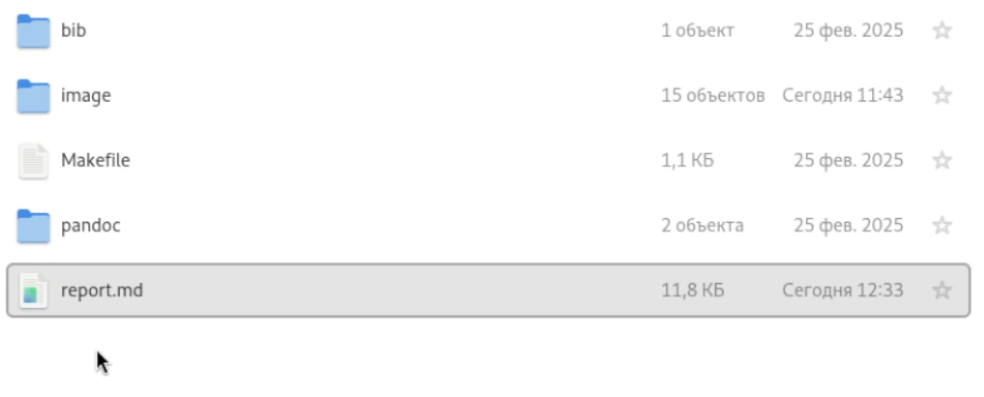 bib 1 объект 25 фев. 2025
image 15 объектов Сегодня 11:43
Makefile 1,1 КБ 25 фев. 2025
pandoc 2 объекта 25 фев. 2025
report.md 11,8 КБ Сегодня 12:33